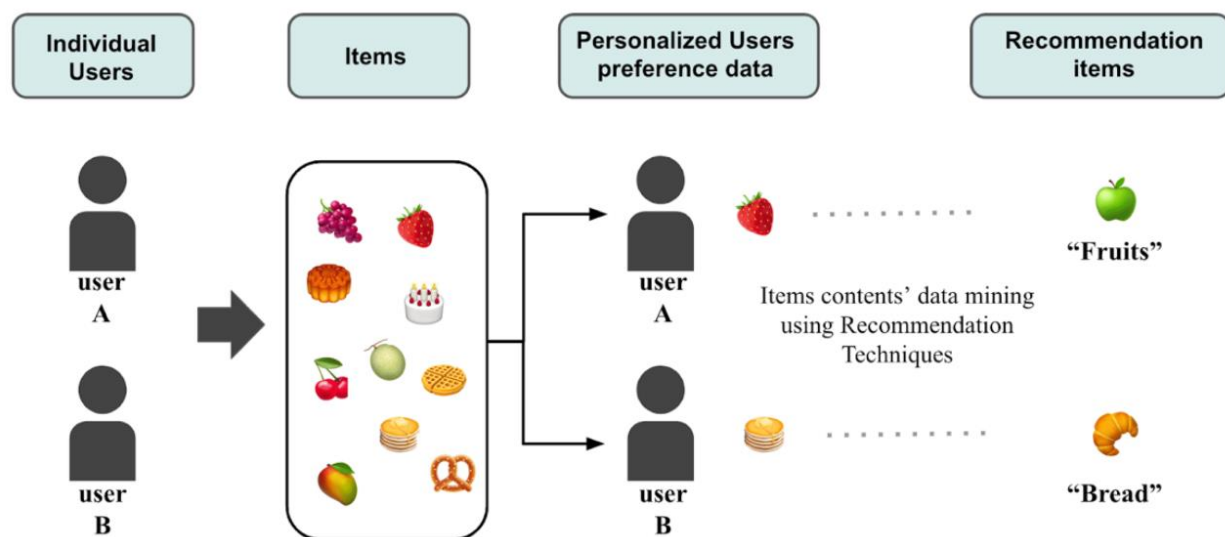 Individual
Users
Items
Personalized Users
preference data
Recommendation
items
user
A
user
B
user
A
user
B
Items contents' data mining
using Recommendation
Techniques
“Fruits”
“Bread”